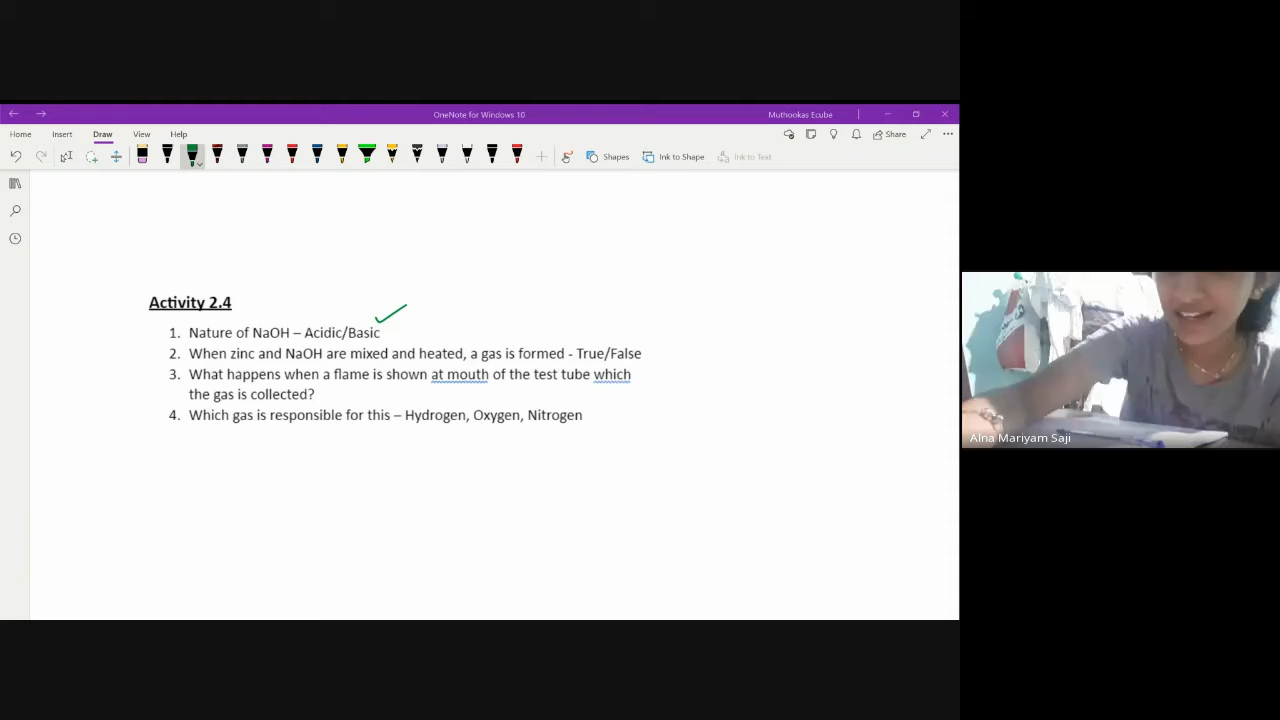 OneNote for Windows 10
Muthookas Ecube
Home Insert Draw View Help
Share
Shapes Ink to Shape Ink to Text
Activity 2.4
1. Nature of NaOH – Acidic/Basic
2. When zinc and NaOH are mixed and heated, a gas is formed - True/False
3. What happens when a flame is shown at mouth of the test tube which
the gas is collected?
4. Which gas is responsible for this – Hydrogen, Oxygen, Nitrogen
Alna Mariyam Saji